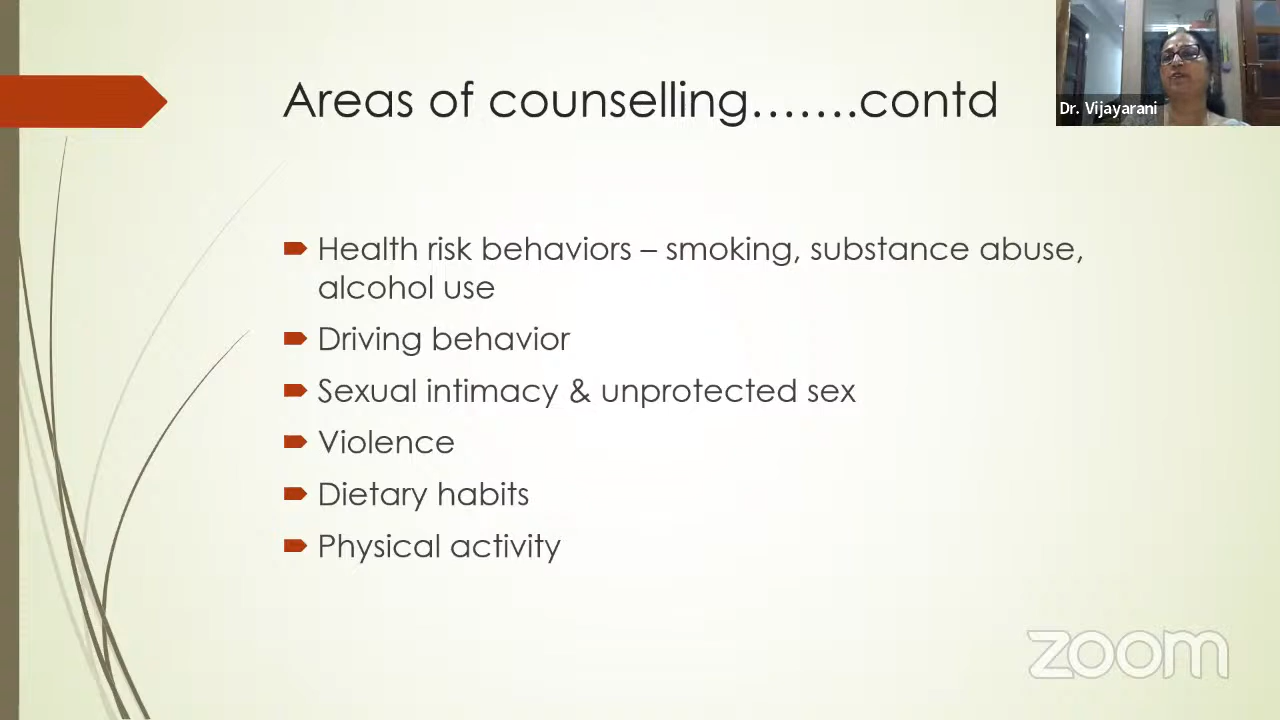 Areas of counselling.......contd
Dr. Vijayarani
Health risk behaviors – smoking, substance abuse,
alcohol use
Driving behavior
Sexual intimacy & unprotected sex
Violence
Dietary habits
Physical activity
zoom